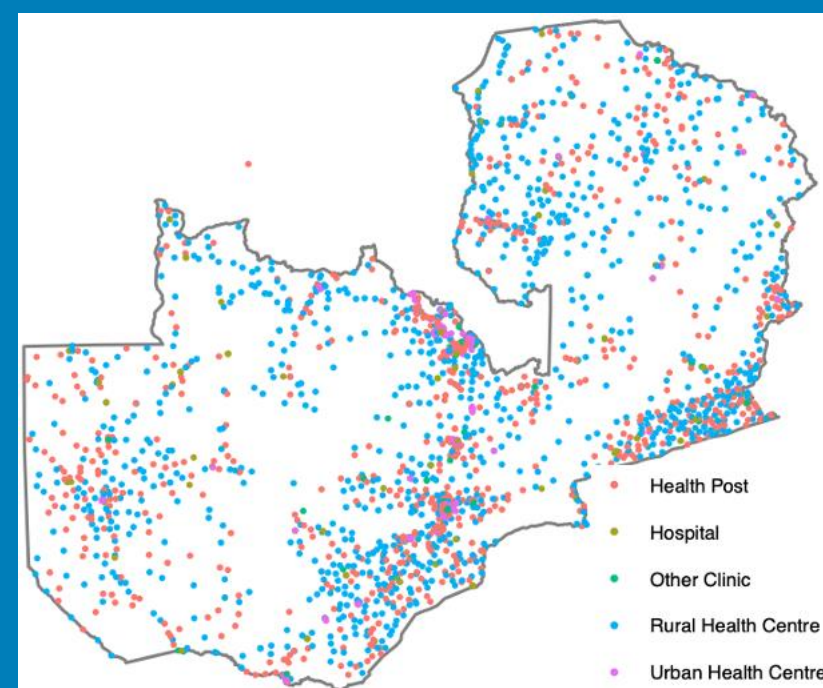 Health Post
Hospital
Other Clinic
Rural Health Centre
Urban Health Centre